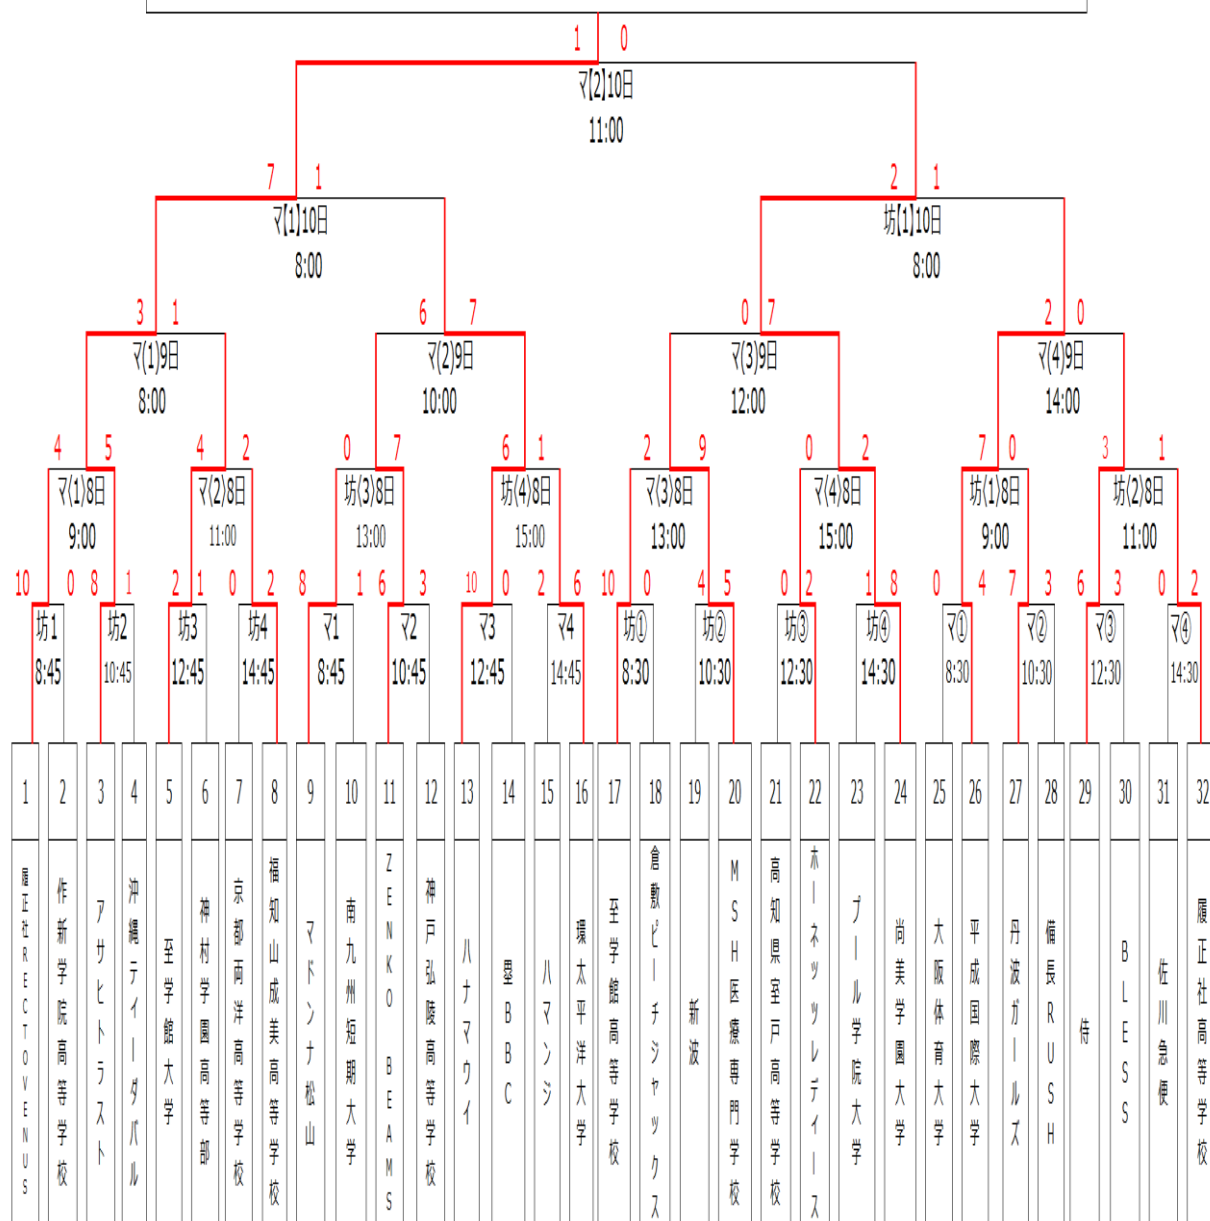 1 0
マ【2】10日
11:00
7 1 2 1
マ【1】10日 坊【1】10日
8:00 8:00
3 1 6 7 0 7 2 0
マ(1)9日 マ(2)9日 マ(3)9日 マ(4)9日
8:00 10:00 12:00 14:00
4 5 4 2 0 7 6 1 2 9 0 2 7 0 3 1
マ(1)8日 マ(2)8日 坊(3)8日 坊(4)8日 マ(3)8日 マ(4)8日 坊(1)8日 坊(2)8日
9:00 11:00 13:00 15:00 13:00 15:00 9:00 11:00
10 0 8 1 2 1 0 2 8 1 6 3 10 0 2 6 10 0 4 5 0 2 1 8 0 4 7 3 6 3 0 2
坊1 坊2 坊3 坊4 マ1 マ2 マ3 マ4 坊① 坊② 坊③ 坊④ マ① マ② マ③ マ④
8:45 10:45 12:45 14:45 8:45 10:45 12:45 14:45 8:30 10:30 12:30 14:30 8:30 10:30 12:30 14:30
1 2 3 4 5 6 7 8 9 10 11 12 13 14 15 16 17 18 19 20 21 22 23 24 25 26 27 28 29 30 31 32
履正社RECTOVENUS
作新学院高等学校
アサヒトラスト
沖縄ティーダバル
至学館大学
神村学園高等部
京都両洋高等学校
福知山成美高等学校
マドンナ松山
南九州短期大学
ZENKO BEAMS
神戸弘陵高等学校
ハナマウイ
塁BBC
ハマンジ
環太平洋大学
至学館高等学校
倉敷ピーチジャックス
新波
MSH医療専門学校
高知県室戸高等学校
ホーネッツレディース
プール学院大学
尚美学園大学
大阪体育大学
平成国際大学
丹波ガールズ
備長RUSH
侍
BLESS
佐川急便
履正社高等学校